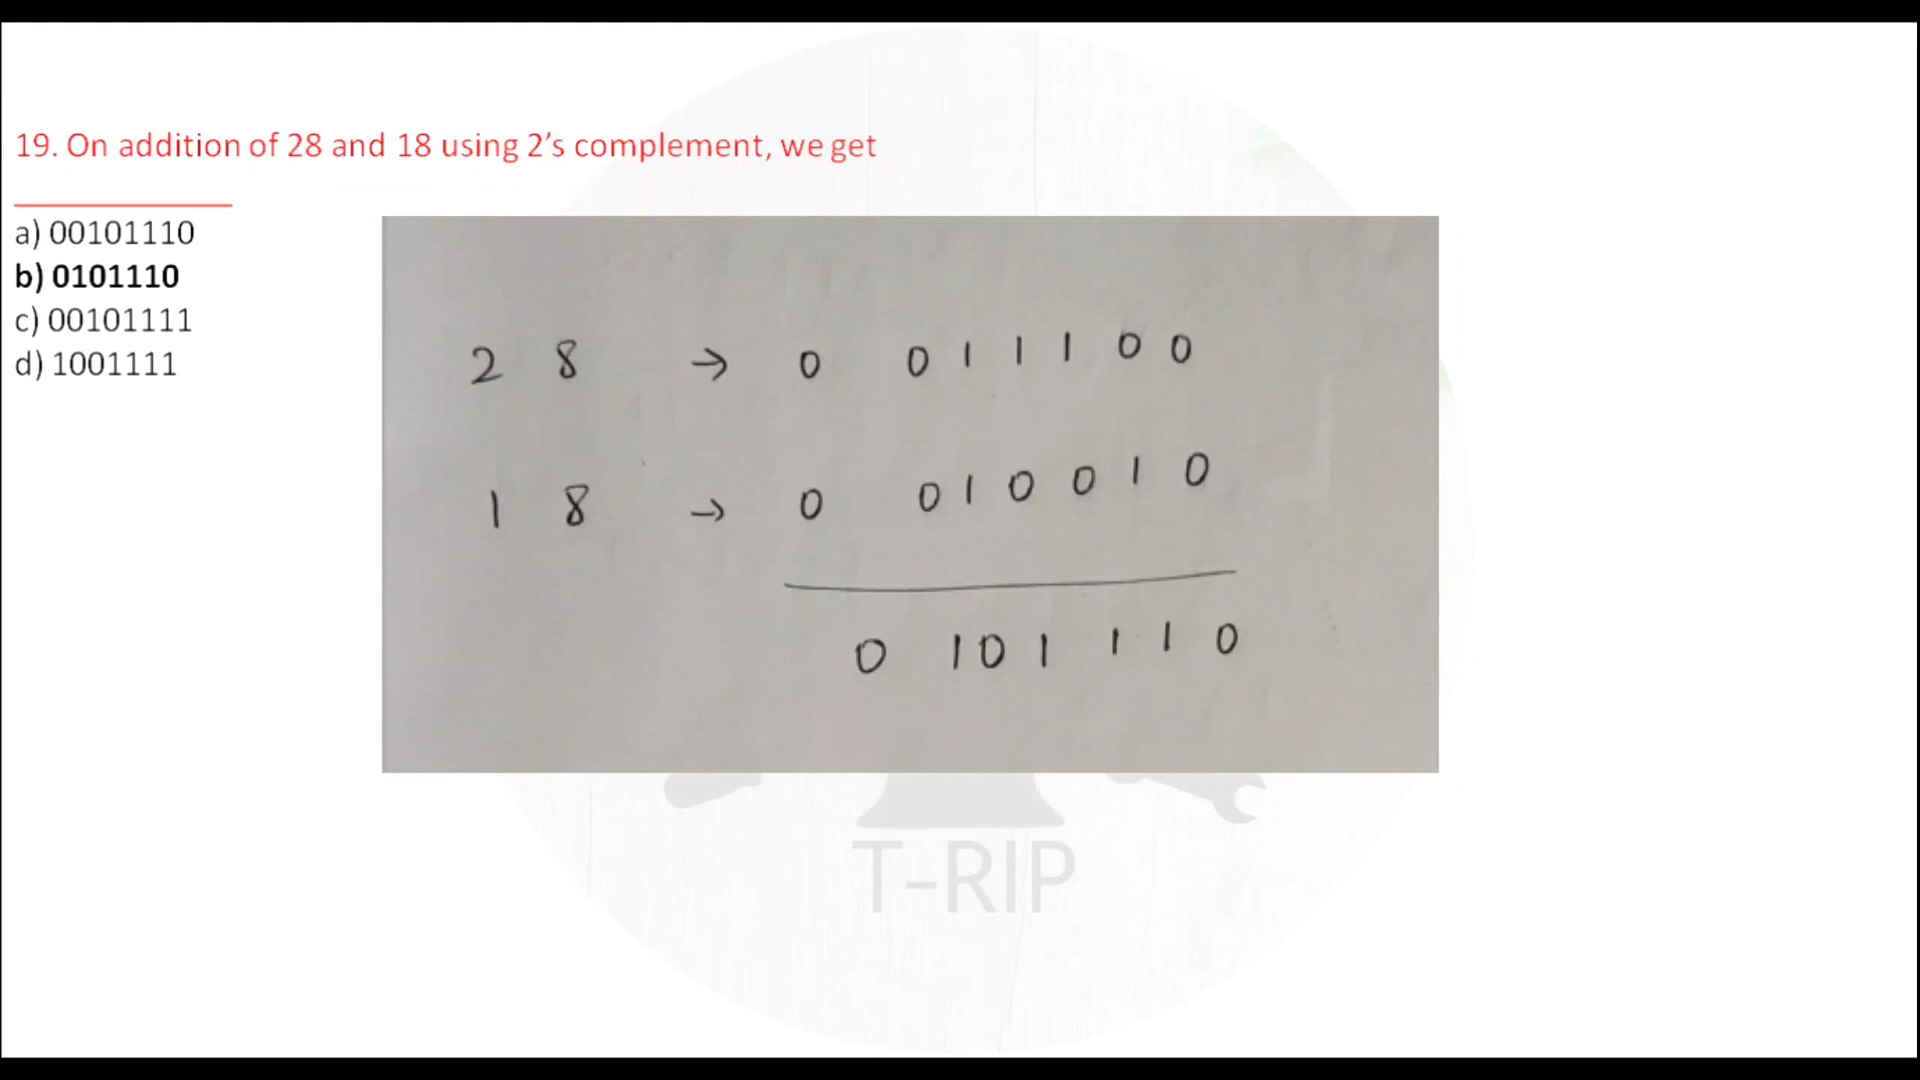 19. On addition of 28 and 18 using 2’s complement, we get
__________
a) 00101110
b) 0101110
c) 00101111
d) 1001111
2 8 → 0 0 1 1 1 0 0
1 8 → 0 0 1 0 0 1 0
0 1 0 1 1 1 0
T-RIP